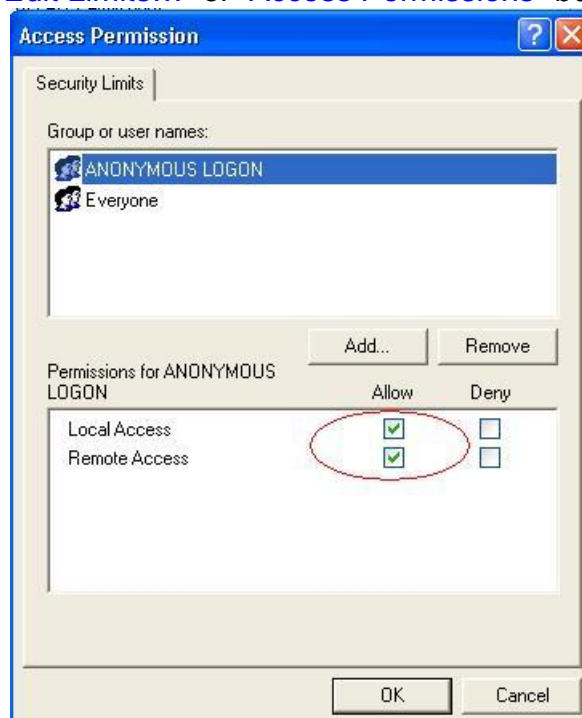 Access Permission
Security Limits
Group or user names:
ANONYMOUS LOGON
Everyone
Add... Remove
Permissions for ANONYMOUS
LOGON Allow Deny
Local Access
Remote Access
OK Cancel